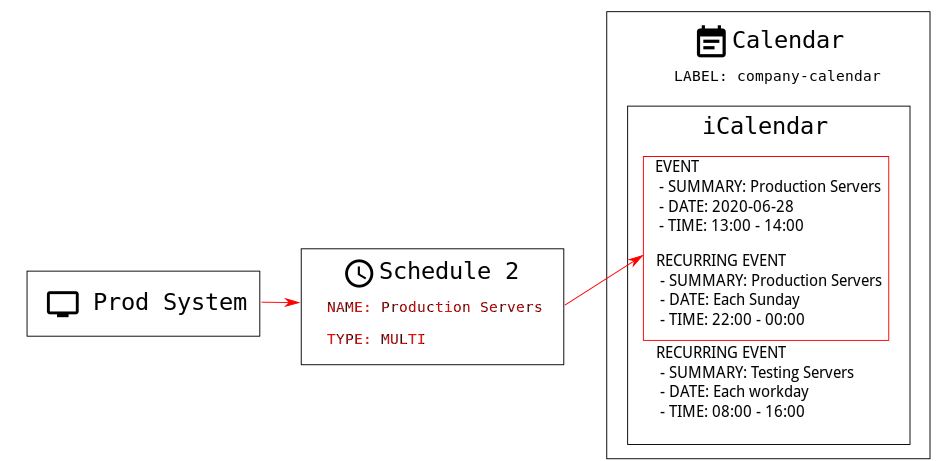 Prod System
Schedule 2
NAME: Production Servers
TYPE: MULTI
Calendar
LABEL: company-calendar
iCalendar
EVENT
- SUMMARY: Production Servers
- DATE: 2020-06-28
- TIME: 13:00 - 14:00
RECURRING EVENT
- SUMMARY: Production Servers
- DATE: Each Sunday
- TIME: 22:00 - 00:00
RECURRING EVENT
- SUMMARY: Testing Servers
- DATE: Each workday
- TIME: 08:00 - 16:00